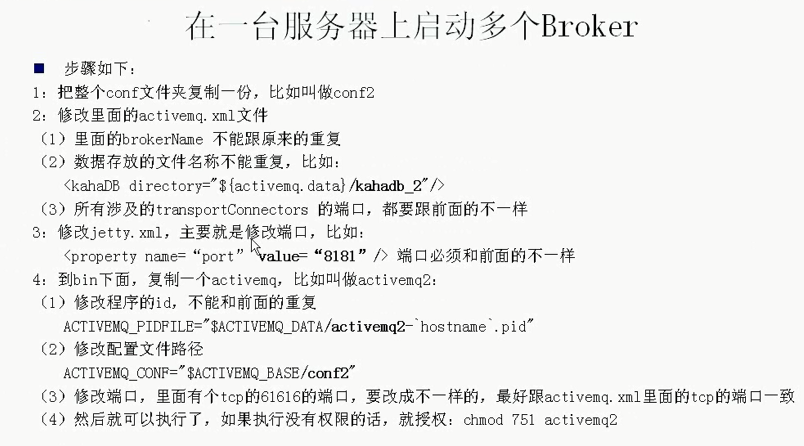 在一台服务器上启动多个Broker
■ 步骤如下:
1: 把整个conf文件夹复制一份，比如叫做conf2
2: 修改里面的activemq.xml文件
（1）里面的brokerName 不能跟原来的重复
（2）数据存放的文件名称不能重复，比如:
<kahaDB directory="${activemq.data}/kahadb_2"/>
（3）所有涉及的transportConnectors 的端口，都要跟前面的不一样
3: 修改jetty.xml，主要就是修改端口，比如:
<property name=“port” value=“8181”/> 端口必须和前面的不一样
4: 到bin下面，复制一个activemq，比如叫做activemq2:
（1）修改程序的id，不能和前面的重复
ACTIVEMQ_PIDFILE="$ACTIVEMQ_DATA/activemq2-`hostname`.pid"
（2）修改配置文件路径
ACTIVEMQ_CONF="$ACTIVEMQ_BASE/conf2"
（3）修改端口，里面有个tcp的61616的端口，要改成不一样的，最好跟activemq.xml里面的tcp的端口一致
（4）然后就可以执行了，如果执行没有权限的话，就授权: chmod 751 activemq2